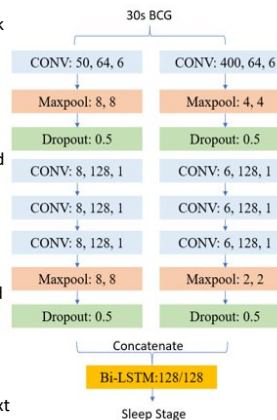 30s BCG
CONV: 50, 64, 6
CONV: 400, 64, 6
Maxpool: 8, 8
Maxpool: 4, 4
Dropout: 0.5
Dropout: 0.5
CONV: 8, 128, 1
CONV: 6, 128, 1
CONV: 8, 128, 1
CONV: 6, 128, 1
CONV: 8, 128, 1
CONV: 6, 128, 1
Maxpool: 8, 8
Maxpool: 2, 2
Dropout: 0.5
Dropout: 0.5
Concatenate
Bi-LSTM:128/128
Sleep Stage